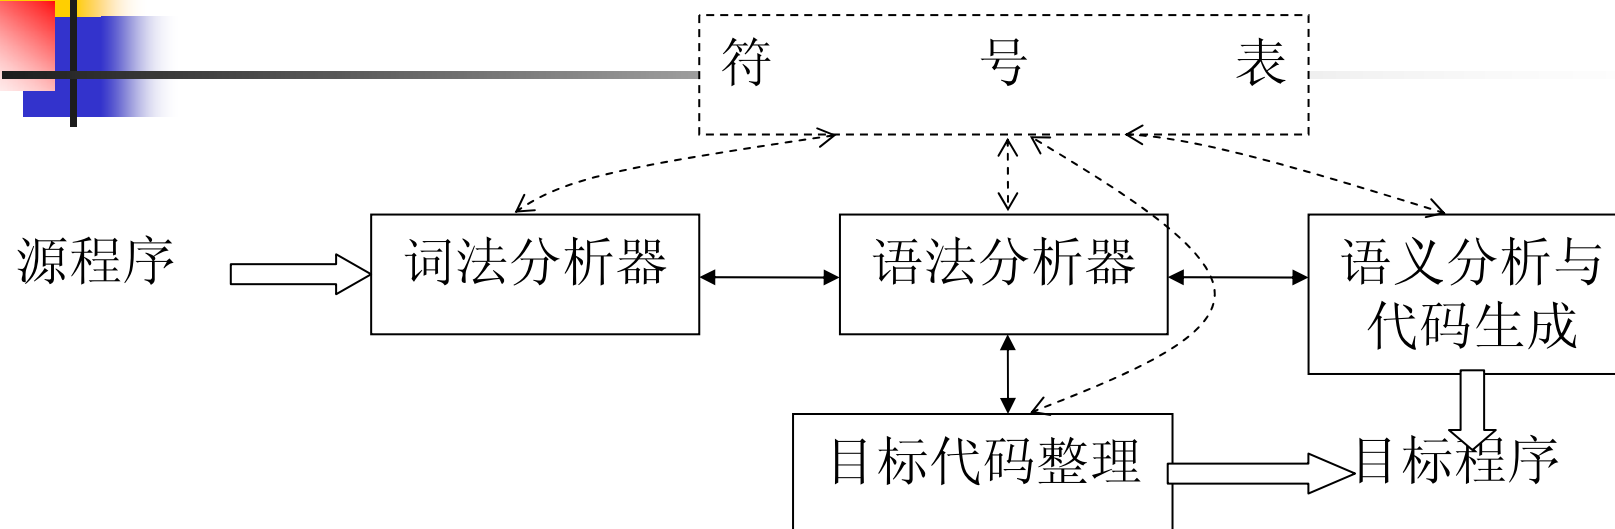 符 号 表
源程序
词法分析器
语法分析器
语义分析与
代码生成
目标代码整理
目标程序